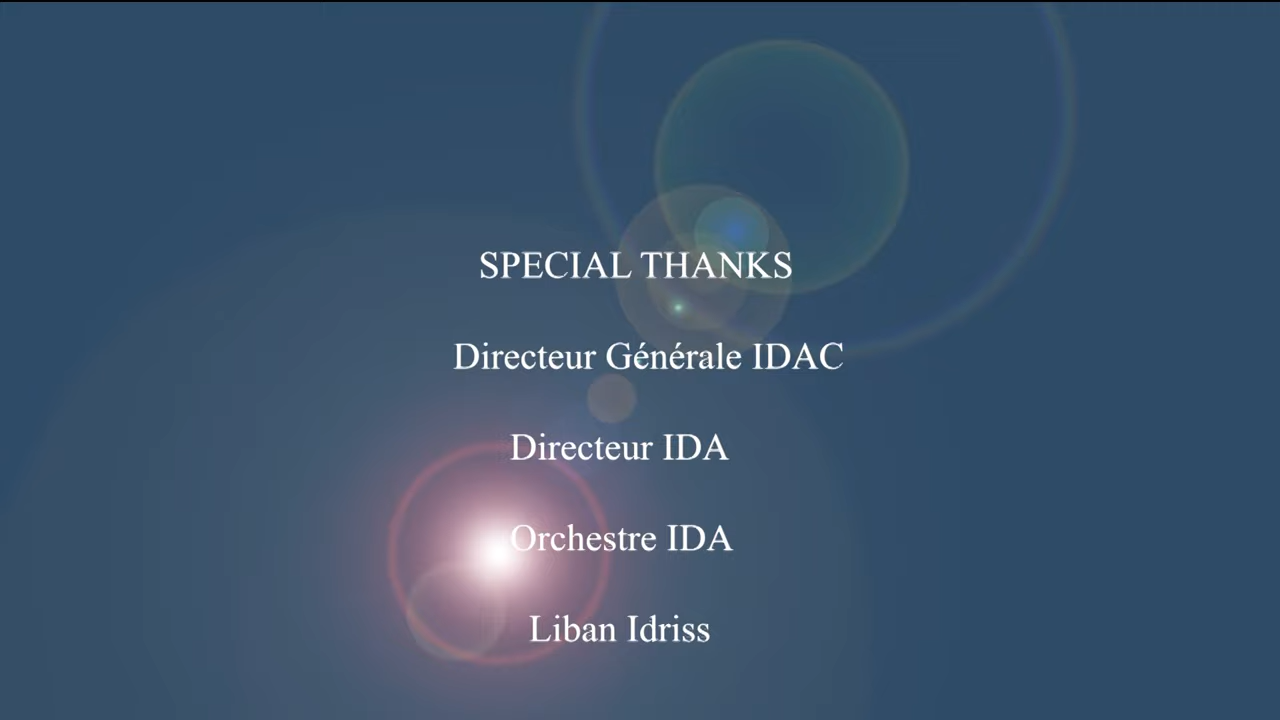 SPECIAL THANKS
Directeur Générale IDAC
Directeur IDA
Orchestre IDA
Liban Idriss